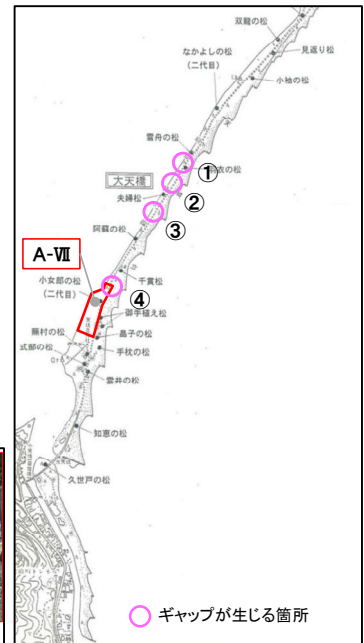 双龍の松
なかよしの松
(二代目)
見返り松
小袖の松
雪舟の松
羽衣の松
①
大天橋
②
夫婦松
③
阿蘇の松
A-Ⅶ
千貫松
小女郎の松
(二代目)
④
御手植え松
晶子の松
蕪村の松
式部の松
手枕の松
雲井の松
知恵の松
久世戸の松
ギャップが生じる箇所